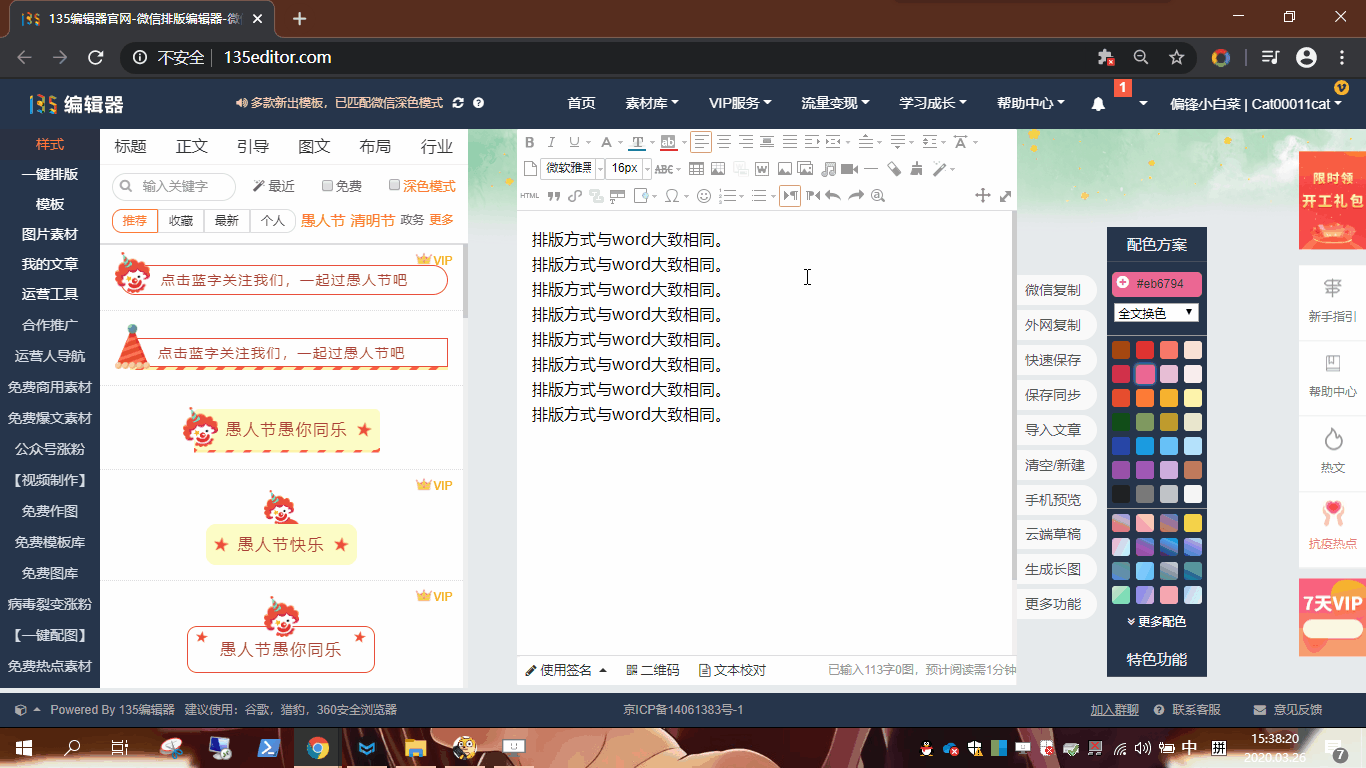 135编辑器官网-微信排版编辑器-微信
不安全 135editor.com
135编辑器
多款新出模板，已匹配微信深色模式
首页 素材库 VIP服务 流量变现 学习成长 帮助中心
1
偏锋小白菜 | Cat00011cat
样式
一键排版
模板
图片素材
我的文章
运营工具
合作推广
运营人导航
免费商用素材
免费爆文素材
公众号涨粉
【视频制作】
免费作图
免费模板库
免费图库
病毒裂变涨粉
【一键配图】
免费热点素材
标题 正文 引导 图文 布局 行业
输入关键字 最近 免费 深色模式
推荐 收藏 最新 个人 愚人节 清明节 政务 更多
VIP
点击蓝字关注我们，一起过愚人节吧
点击蓝字关注我们，一起过愚人节吧
愚人节愚你同乐
VIP
愚人节快乐
VIP
愚人节愚你同乐
B I U A T ab
微软雅黑 16px ABC W
HTML
排版方式与word大致相同。
排版方式与word大致相同。
排版方式与word大致相同。
排版方式与word大致相同。
排版方式与word大致相同。
排版方式与word大致相同。
排版方式与word大致相同。
排版方式与word大致相同。
使用签名 二维码 文本校对 已输入113字0图，预计阅读需1分钟
微信复制
外网复制
快速保存
保存同步
导入文章
清空/新建
手机预览
云端草稿
生成长图
更多功能
配色方案
#eb6794
全文换色
更多配色
特色功能
限时领
开工礼包
新手指引
帮助中心
热文
抗疫热点
7天VIP
Powered By 135编辑器 建议使用：谷歌，猎豹，360安全浏览器
京ICP备14061383号-1
加入群聊 联系客服 意见反馈
中 拼
15:38:20
2020.03.26
7